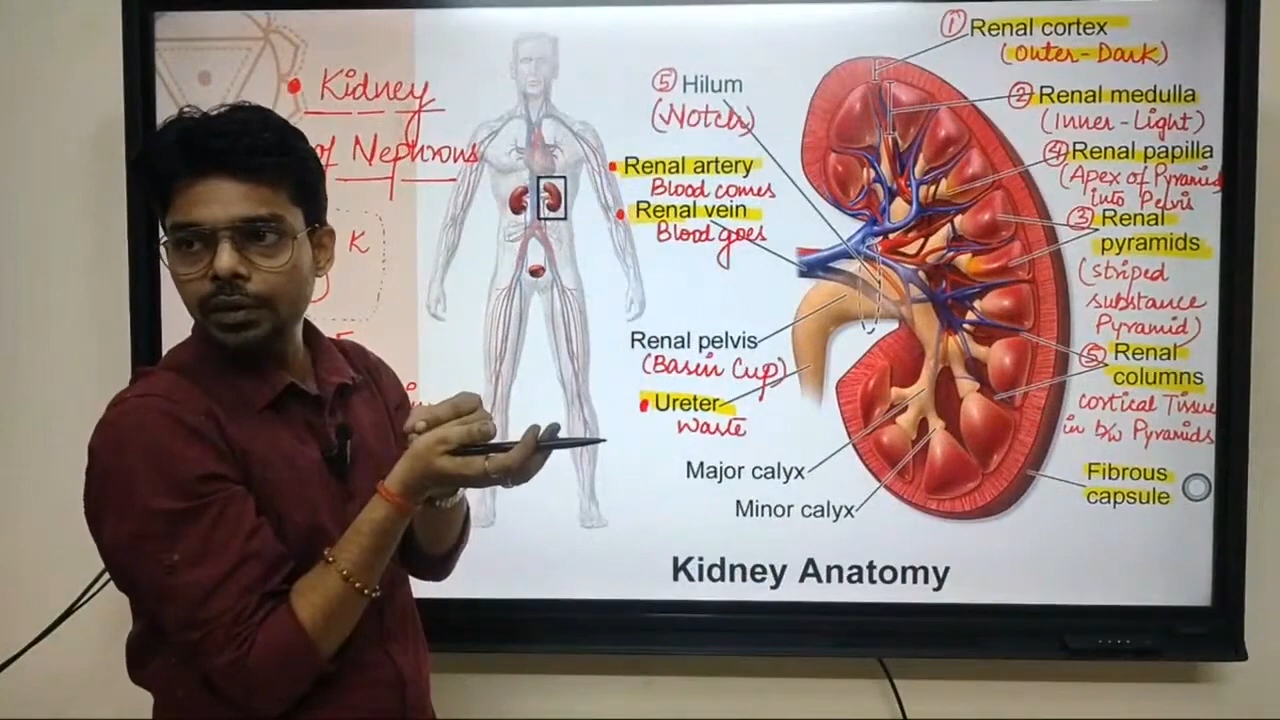 • Kidney
of Nephrons
K
⑤ Hilum
(Notch)
Renal artery
Blood comes
Renal vein
Blood goes
Renal pelvis
(Basin Cup)
Ureter
Waste
Major calyx
Minor calyx
① Renal cortex
(Outer-Dark)
② Renal medulla
(Inner-Light)
④ Renal papilla
(Apex of Pyramid
into Pelvis
③ Renal
pyramids
(striped
substance
Pyramid)
⑤ Renal
columns
cortical Tissue
in b/w Pyramids
Fibrous
capsule
Kidney Anatomy